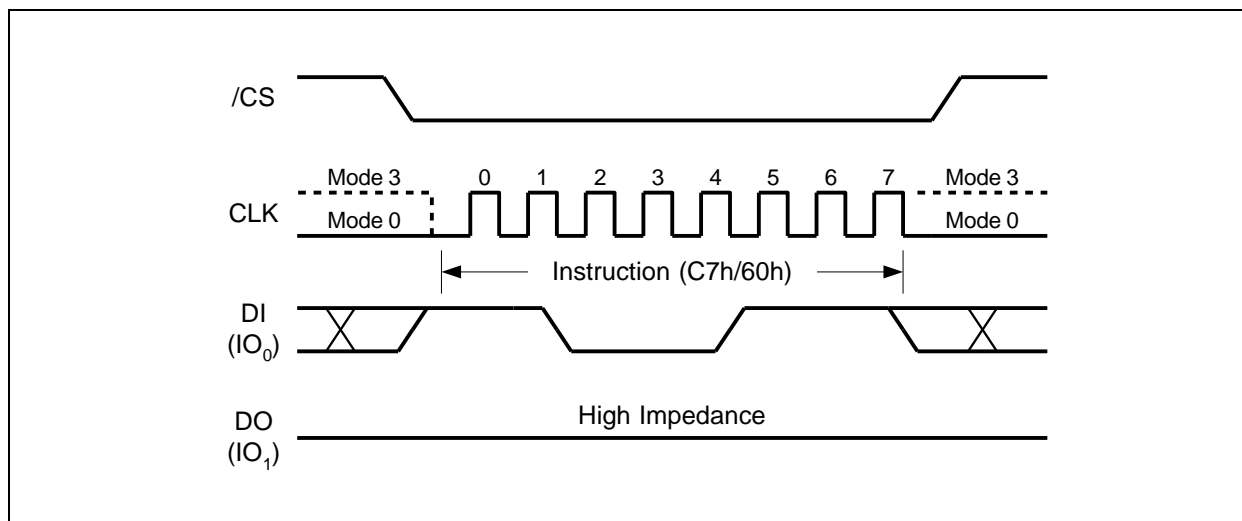 /CS
Mode 3 0 1 2 3 4 5 6 7 Mode 3
CLK
Mode 0 Mode 0
Instruction (C7h/60h)
DI
(IO0)
High Impedance
DO
(IO1)